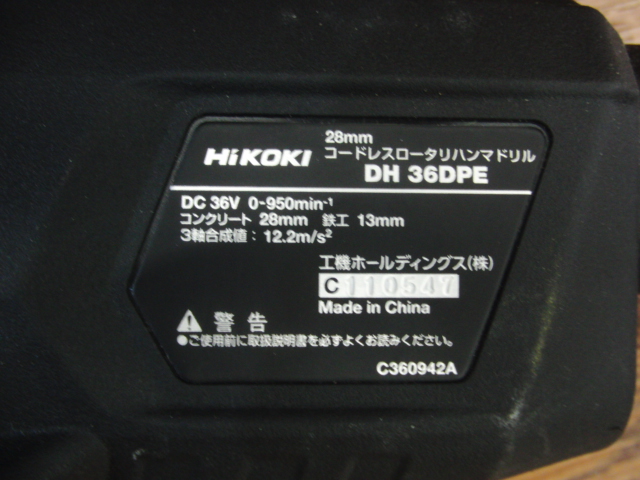 28mm
HiKOKI コードレスロータリハンマドリル
DH 36DPE
DC 36V 0-950min-1
コンクリート 28mm 鉄工 13mm
3軸合成値：12.2m/s²
工機ホールディングス(株)
C110547
Made in China
⚠警告
●ご使用前に取扱説明書を必ずよくお読みください。
C360942A